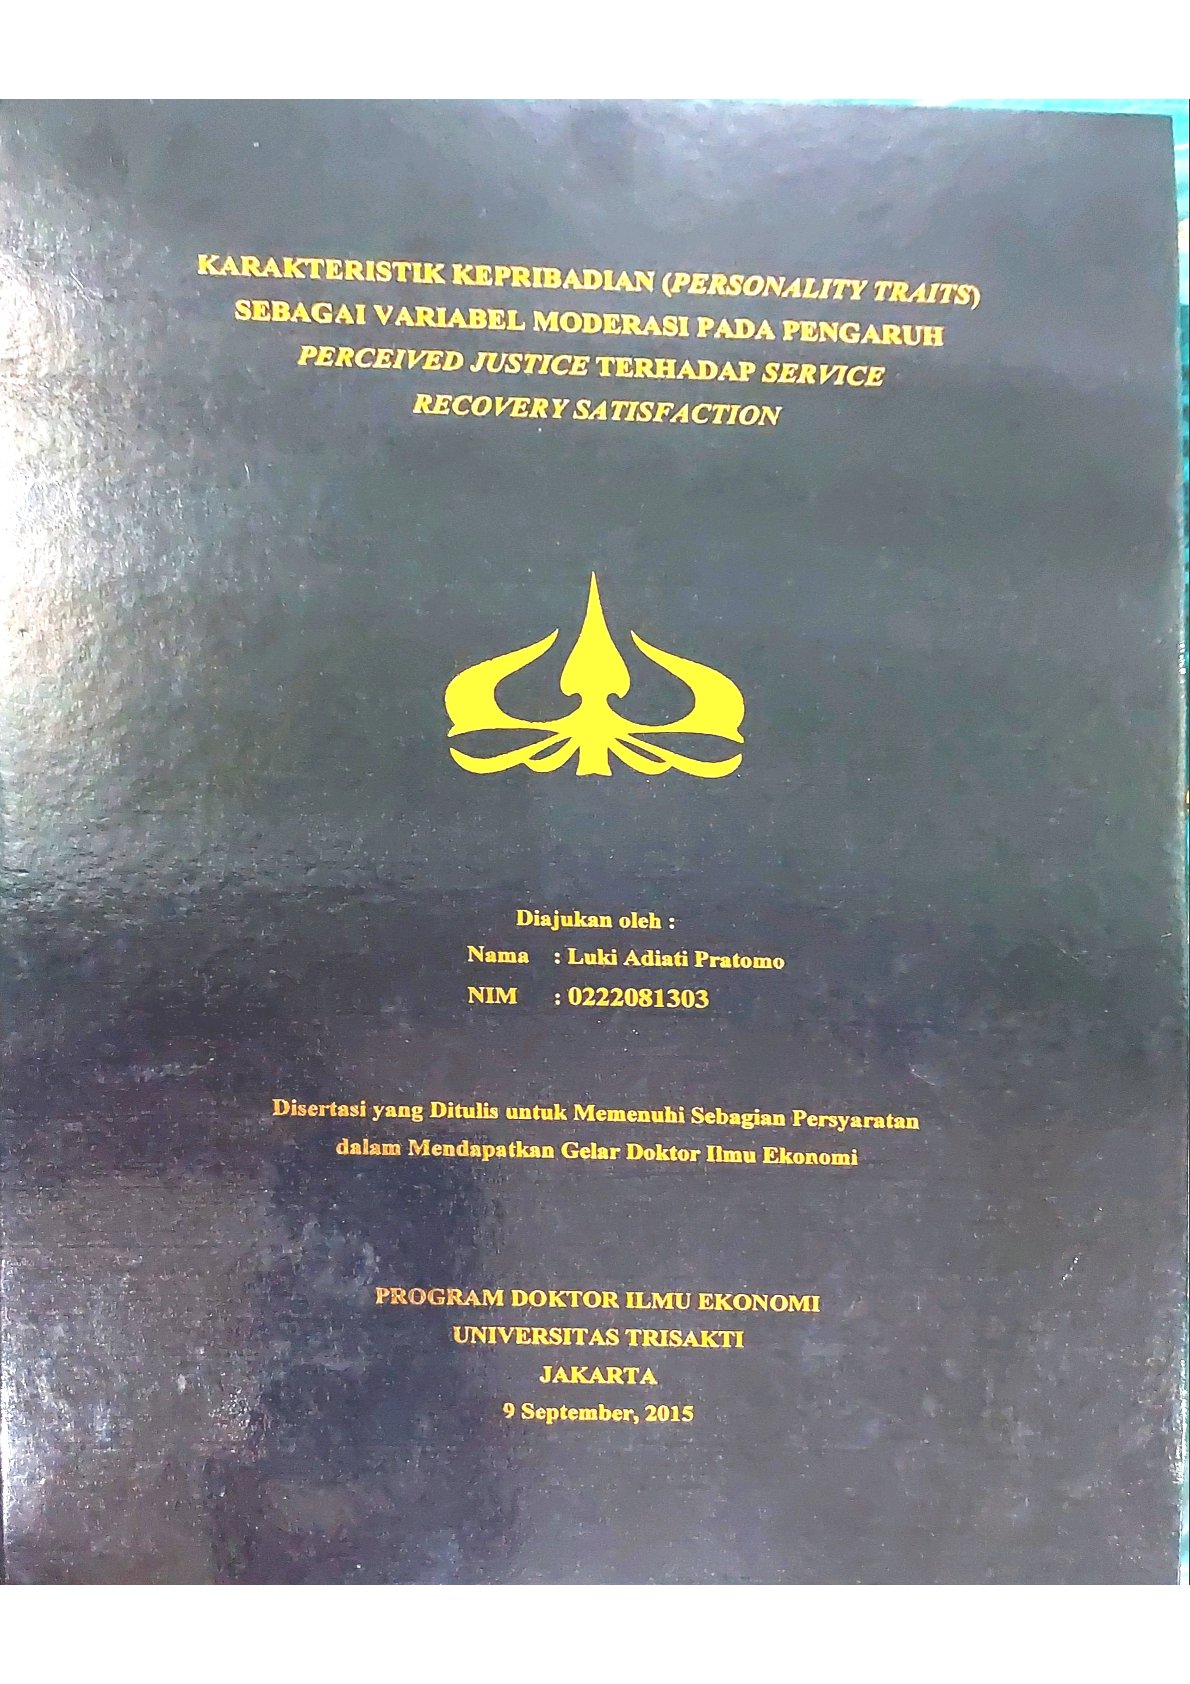 KARAKTERISTIK KEPRIBADIAN (PERSONALITY TRAITS)
SEBAGAI VARIABEL MODERASI PADA PENGARUH
PERCEIVED JUSTICE TERHADAP SERVICE
RECOVERY SATISFACTION
Diajukan oleh :
Nama : Luki Adiati Pratomo
NIM : 0222081303
Disertasi yang Ditulis untuk Memenuhi Sebagian Persyaratan
dalam Mendapatkan Gelar Doktor Ilmu Ekonomi
PROGRAM DOKTOR ILMU EKONOMI
UNIVERSITAS TRISAKTI
JAKARTA
9 September, 2015